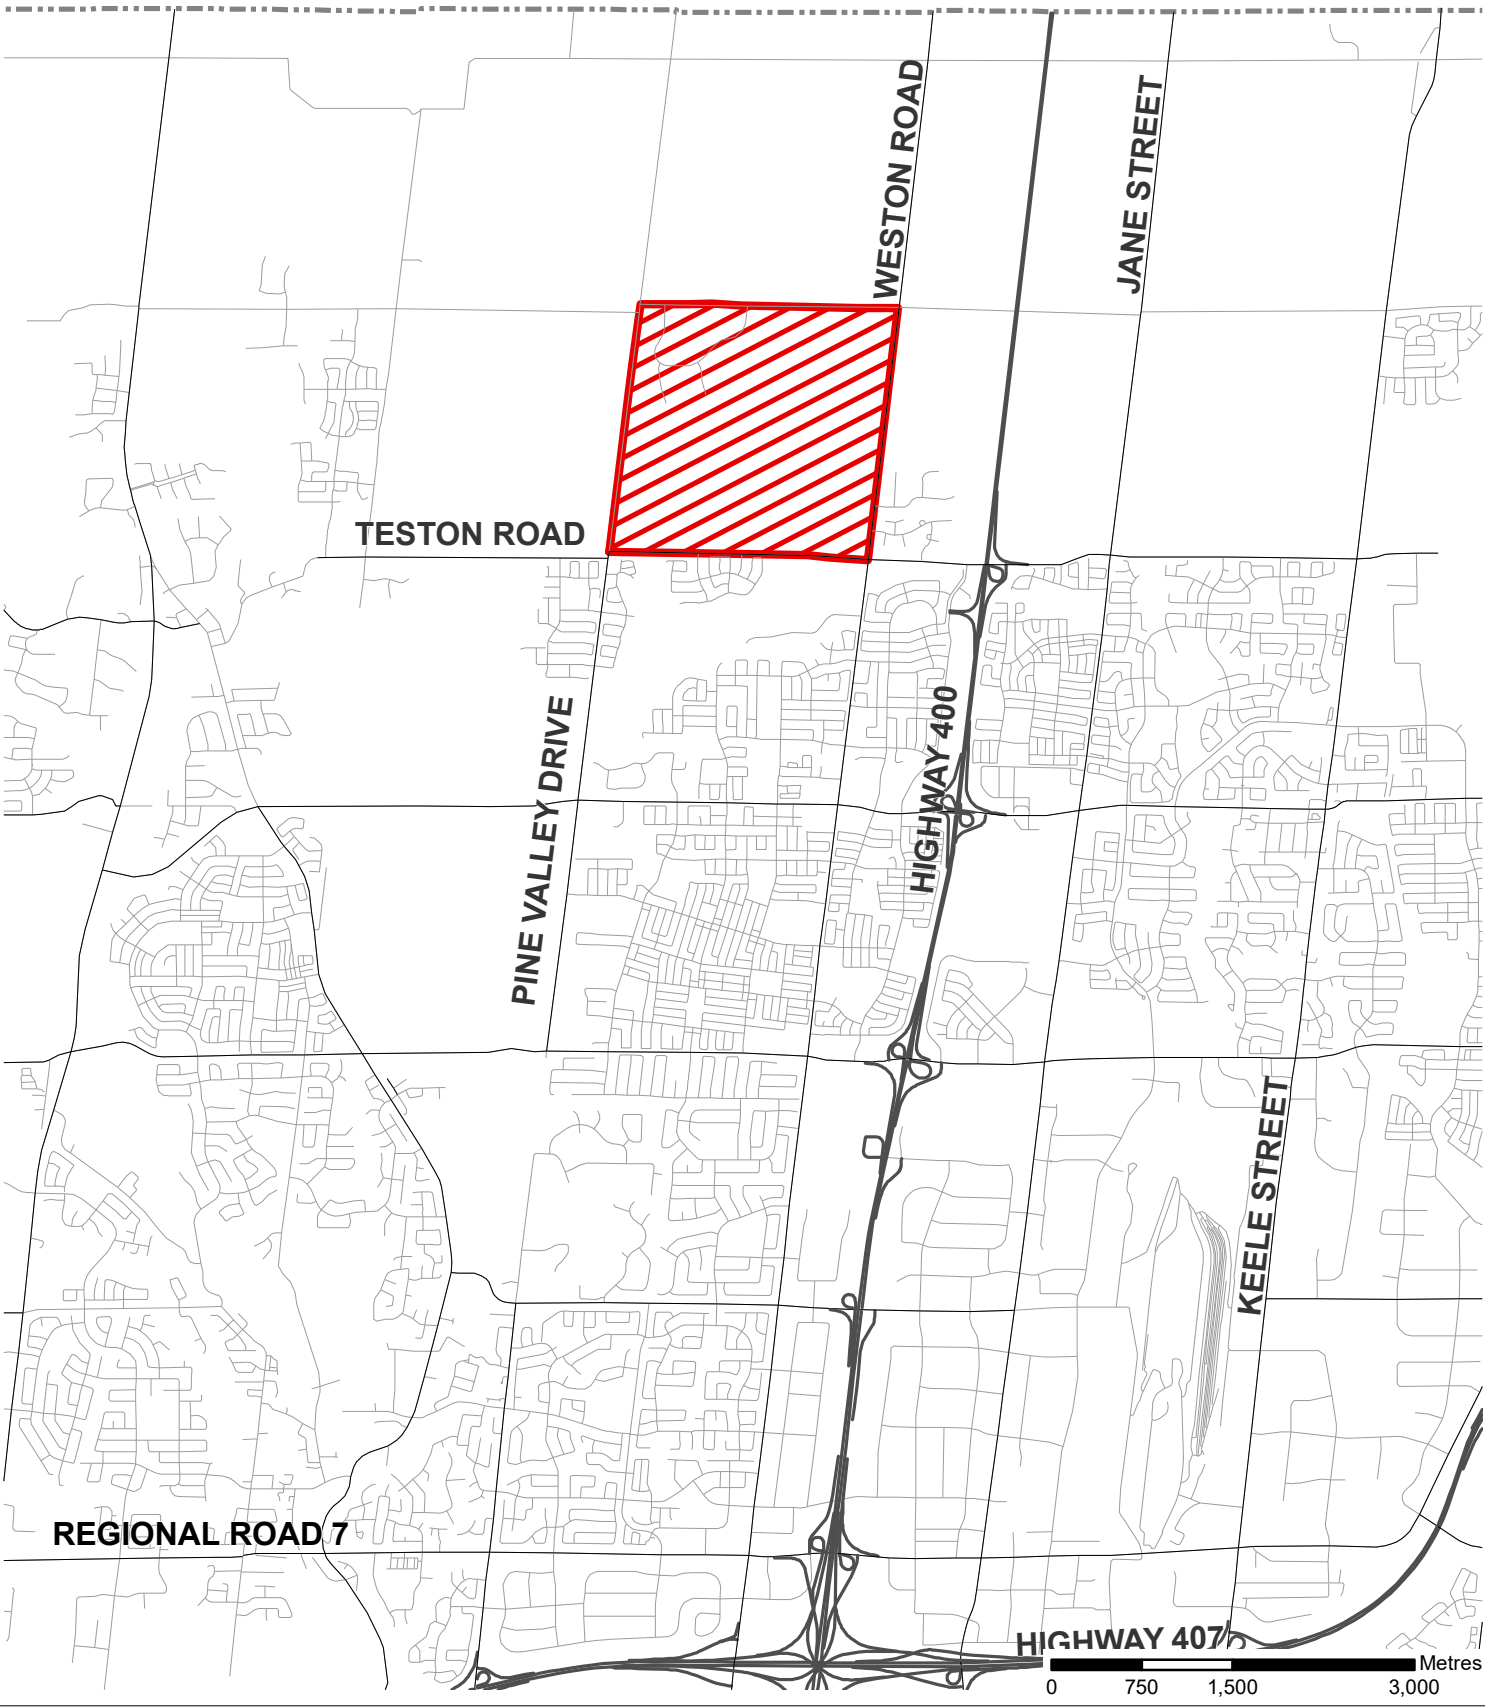 WESTON ROAD
JANE STREET
TESTON ROAD
HIGHWAY 400
PINE VALLEY DRIVE
KEELE STREET
REGIONAL ROAD 7
HIGHWAY 407
Metres
0 750 1,500 3,000